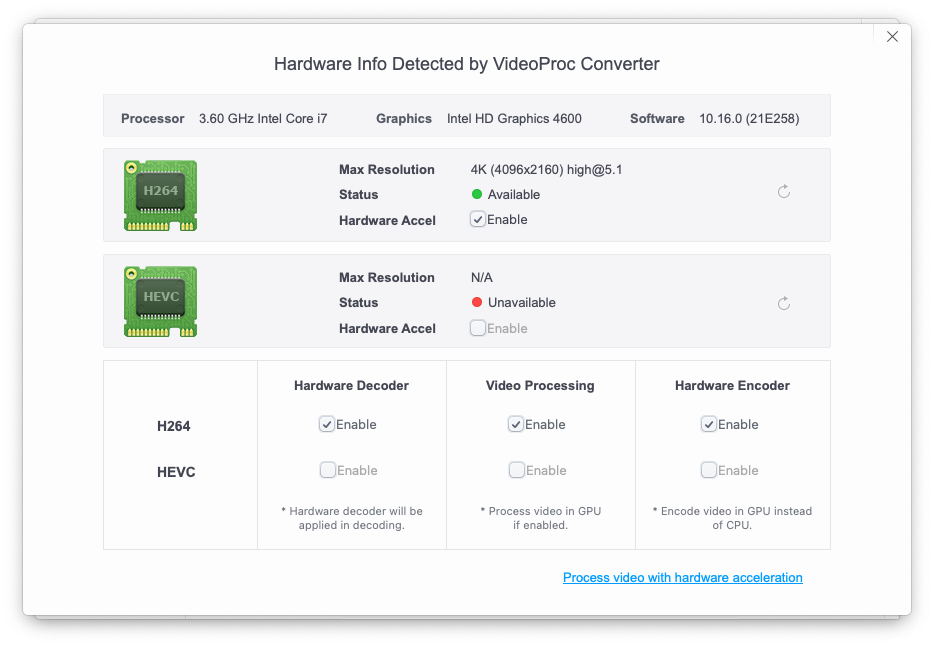 Hardware Info Detected by VideoProc Converter
Processor 3.60 GHz Intel Core i7 Graphics Intel HD Graphics 4600 Software 10.16.0 (21E258)
H264
Max Resolution 4K (4096x2160) high@5.1
Status Available
Hardware Accel Enable
HEVC
Max Resolution N/A
Status Unavailable
Hardware Accel Enable
Hardware Decoder Video Processing Hardware Encoder
H264 Enable Enable Enable
HEVC Enable Enable Enable
* Hardware decoder will be applied in decoding.
* Process video in GPU if enabled.
* Encode video in GPU instead of CPU.
Process video with hardware acceleration